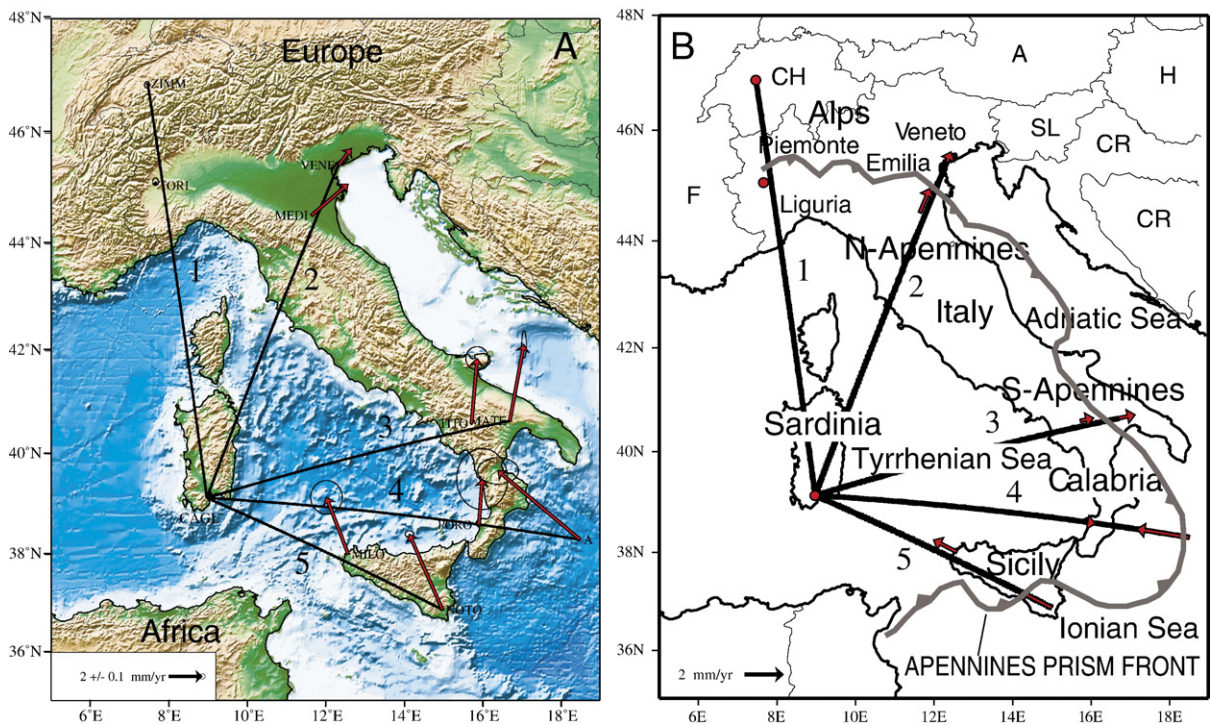 48°N
46°N
44°N
42°N
40°N
38°N
36°N
Europe
A
ZIMM
TORI
VENE
MEDI
1
2
3
TITO MATE
4
CAGL
TORO
A
MILO
5
NOTO
Africa
2 +/- 0.1 mm/yr
6°E 8°E 10°E 12°E 14°E 16°E 18°E
48N
46N
44N
42N
40N
38N
36N
B
A
H
CH
Alps
Veneto
SL
CR
Piemonte
Emilia
F
Liguria
CR
N-Apennines
1
2
Italy
Adriatic Sea
S-Apennines
Sardinia
3
Tyrrhenian Sea
Calabria
4
5
Sicily
Ionian Sea
APENNINES PRISM FRONT
2 mm/yr
6E 8E 10E 12E 14E 16E 18E